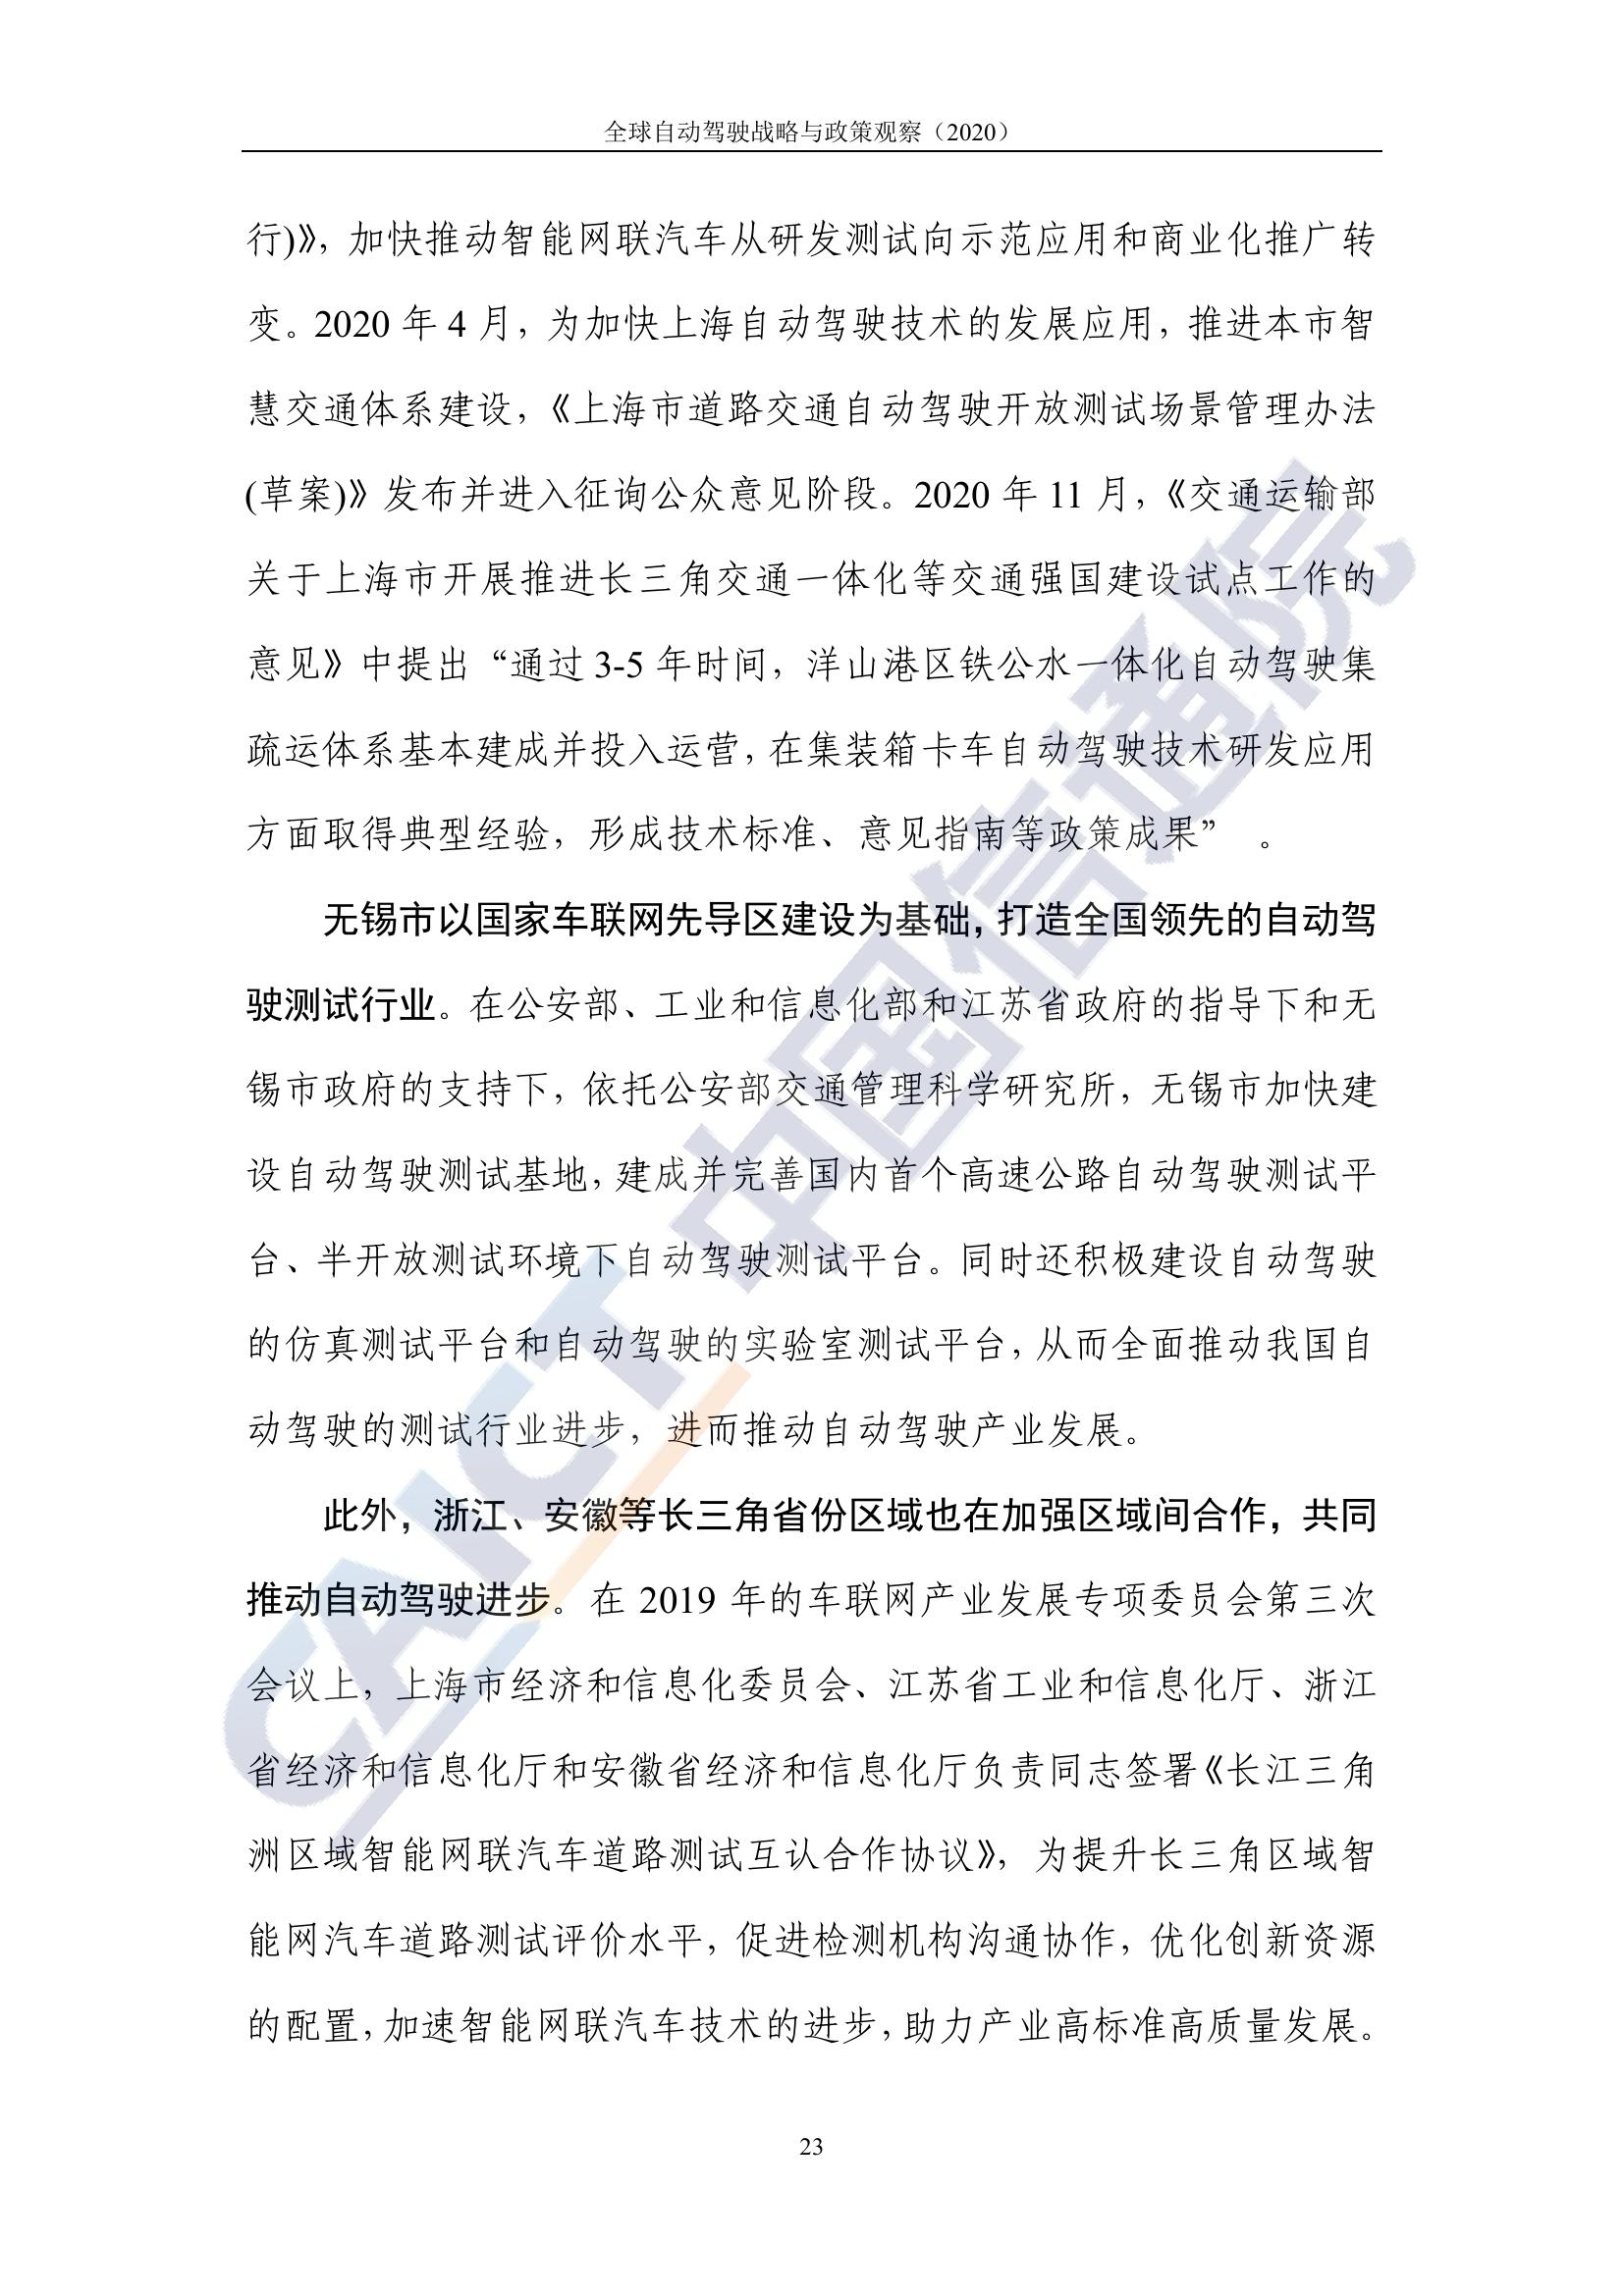 全球自动驾驶战略与政策观察（2020）
行)》，加快推动智能网联汽车从研发测试向示范应用和商业化推广转
变。2020 年 4 月，为加快上海自动驾驶技术的发展应用，推进本市智
慧交通体系建设，《上海市道路交通自动驾驶开放测试场景管理办法
(草案)》发布并进入征询公众意见阶段。2020 年 11 月，《交通运输部
关于上海市开展推进长三角交通一体化等交通强国建设试点工作的
意见》中提出“通过 3-5 年时间，洋山港区铁公水一体化自动驾驶集
疏运体系基本建成并投入运营，在集装箱卡车自动驾驶技术研发应用
方面取得典型经验，形成技术标准、意见指南等政策成果” 。
无锡市以国家车联网先导区建设为基础，打造全国领先的自动驾
驶测试行业。在公安部、工业和信息化部和江苏省政府的指导下和无
锡市政府的支持下，依托公安部交通管理科学研究所，无锡市加快建
设自动驾驶测试基地，建成并完善国内首个高速公路自动驾驶测试平
台、半开放测试环境下自动驾驶测试平台。同时还积极建设自动驾驶
的仿真测试平台和自动驾驶的实验室测试平台，从而全面推动我国自
动驾驶的测试行业进步，进而推动自动驾驶产业发展。
此外，浙江、安徽等长三角省份区域也在加强区域间合作，共同
推动自动驾驶进步。在 2019 年的车联网产业发展专项委员会第三次
会议上，上海市经济和信息化委员会、江苏省工业和信息化厅、浙江
省经济和信息化厅和安徽省经济和信息化厅负责同志签署《长江三角
洲区域智能网联汽车道路测试互认合作协议》，为提升长三角区域智
能网汽车道路测试评价水平，促进检测机构沟通协作，优化创新资源
的配置，加速智能网联汽车技术的进步，助力产业高标准高质量发展。
23
CAICT 中国信通院